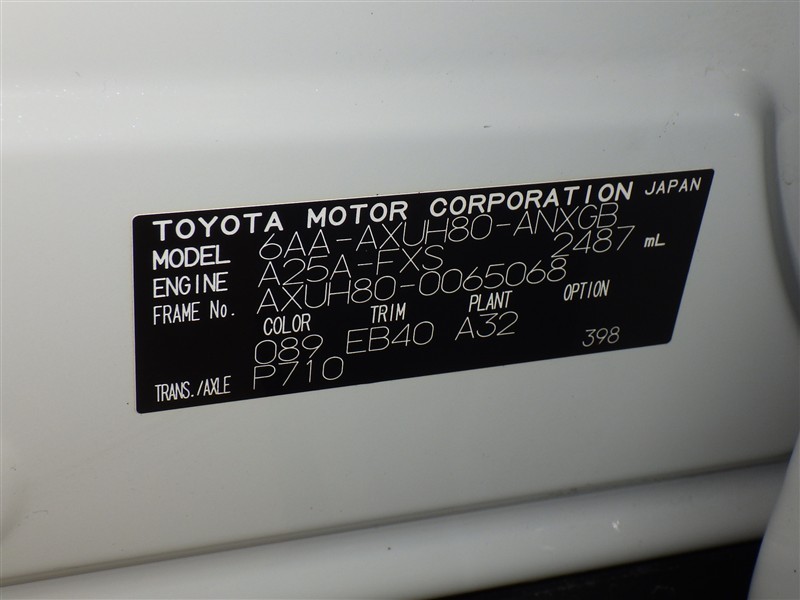 TOYOTA MOTOR CORPORATION JAPAN
MODEL 6AA-AXUH80-ANXGB
ENGINE A25A-FXS 2487 mL
FRAME No. AXUH80-0065068
COLOR TRIM PLANT OPTION
089 EB40 A32 398
TRANS./AXLE P710